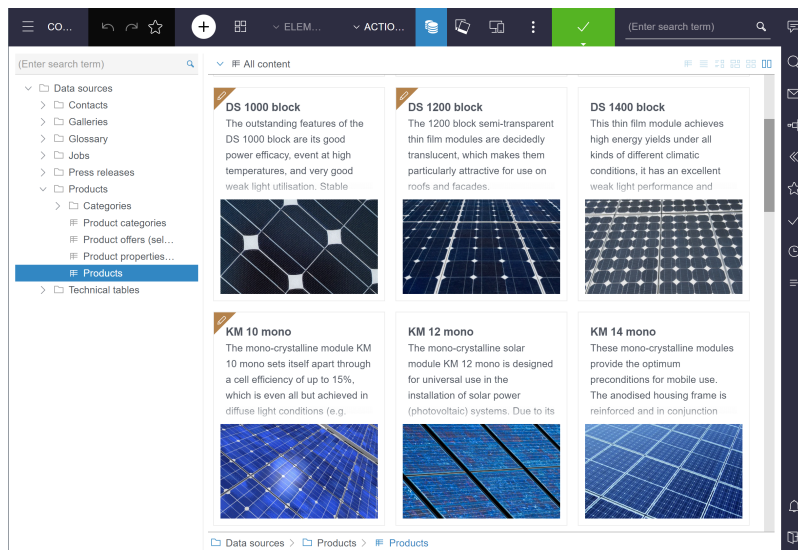 CO...
ELEM...
ACTIO...
(Enter search term)
(Enter search term)
All content
Data sources
Contacts
Galleries
Glossary
Jobs
Press releases
Products
Categories
Product categories
Product offers (sel...
Product properties...
Products
Technical tables
DS 1000 block
The outstanding features of the
DS 1000 block are its good
power efficacy, event at high
temperatures, and very good
weak light utilisation. Stable
DS 1200 block
The 1200 block semi-transparent
thin film modules are decidedly
translucent, which makes them
particularly attractive for use on
roofs and facades.
DS 1400 block
This thin film module achieves
high energy yields under all
kinds of different climatic
conditions, it has an excellent
weak light performance and
KM 10 mono
The mono-crystalline module KM
10 mono sets itself apart through
a cell efficiency of up to 15%,
which is even all but achieved in
diffuse light conditions (e.g.
KM 12 mono
The mono-crystalline solar
module KM 12 mono is designed
for universal use in the
installation of solar power
(photovoltaic) systems. Due to its
KM 14 mono
These mono-crystalline modules
provide the optimum
preconditions for mobile use.
The anodised housing frame is
reinforced and in conjunction
Data sources > Products > Products